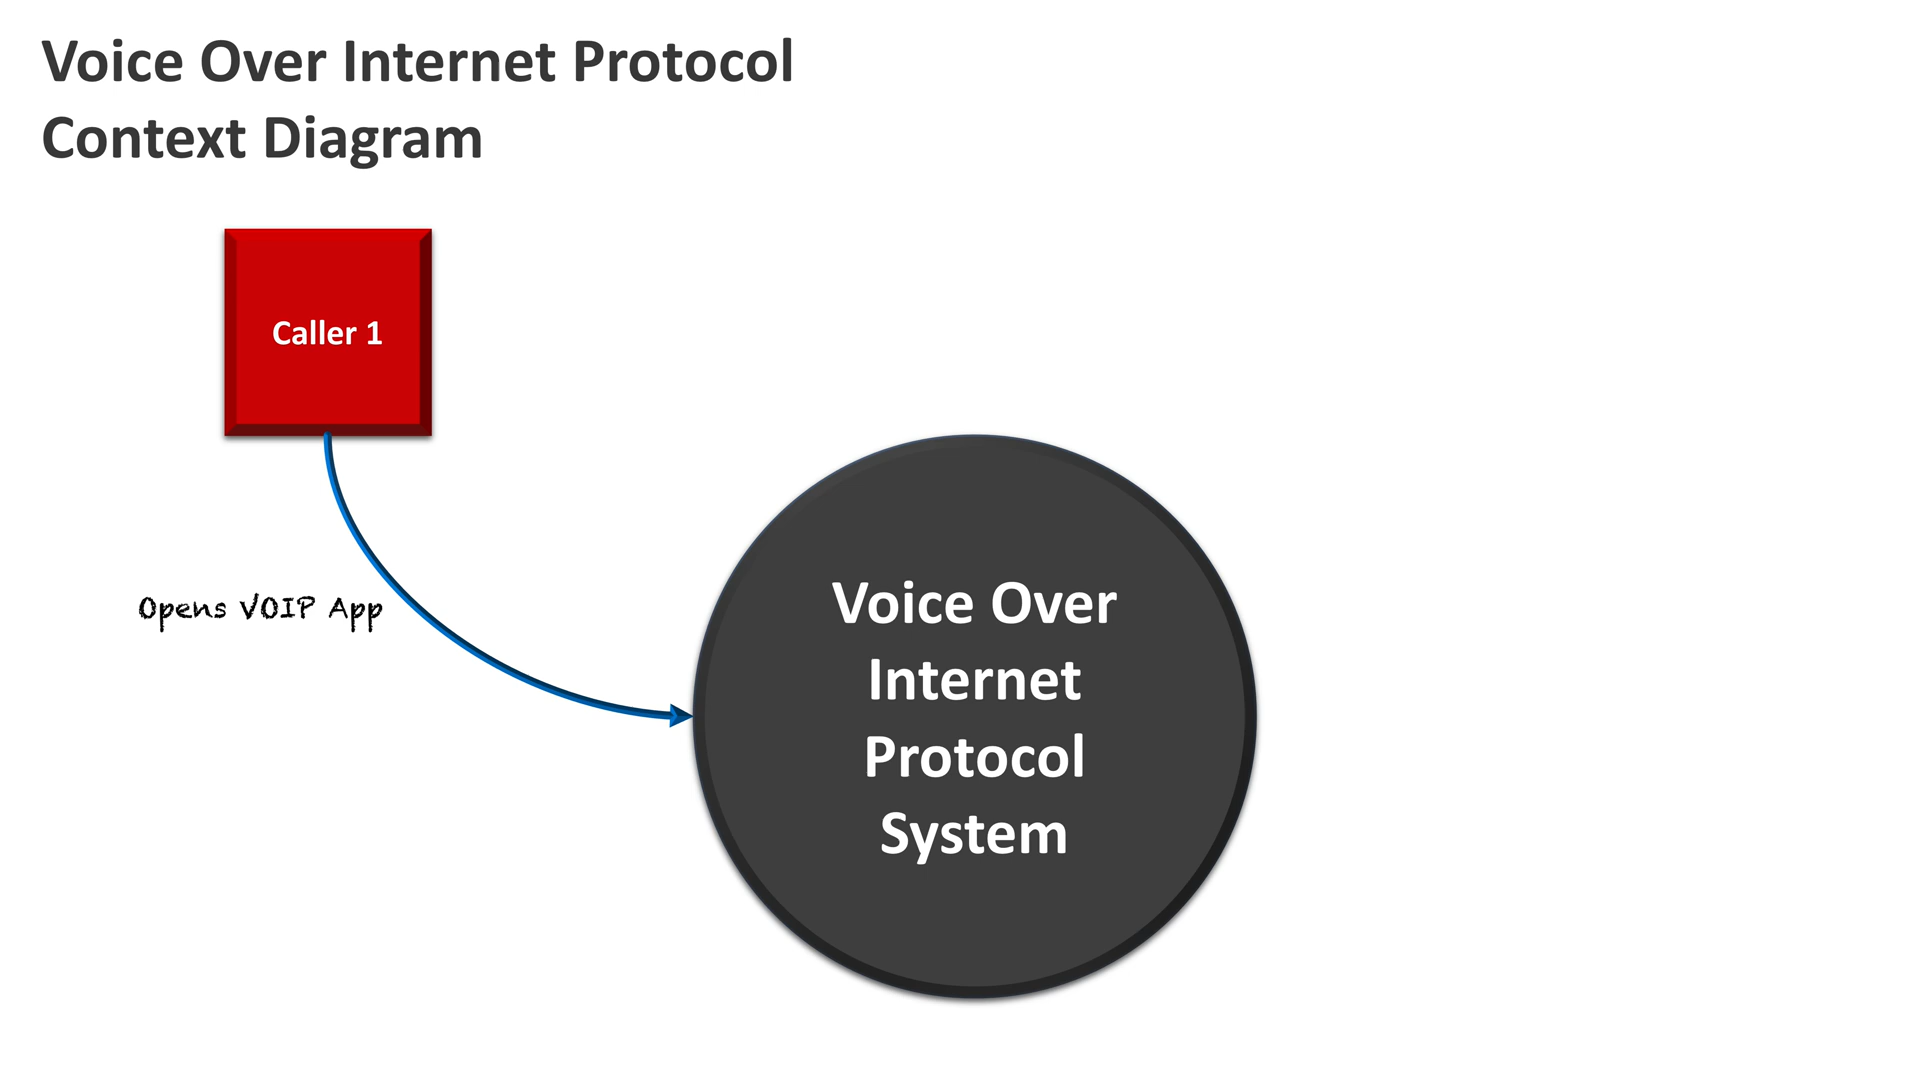 Voice Over Internet Protocol
Context Diagram
Caller 1
Opens VOIP App
Voice Over
Internet
Protocol
System